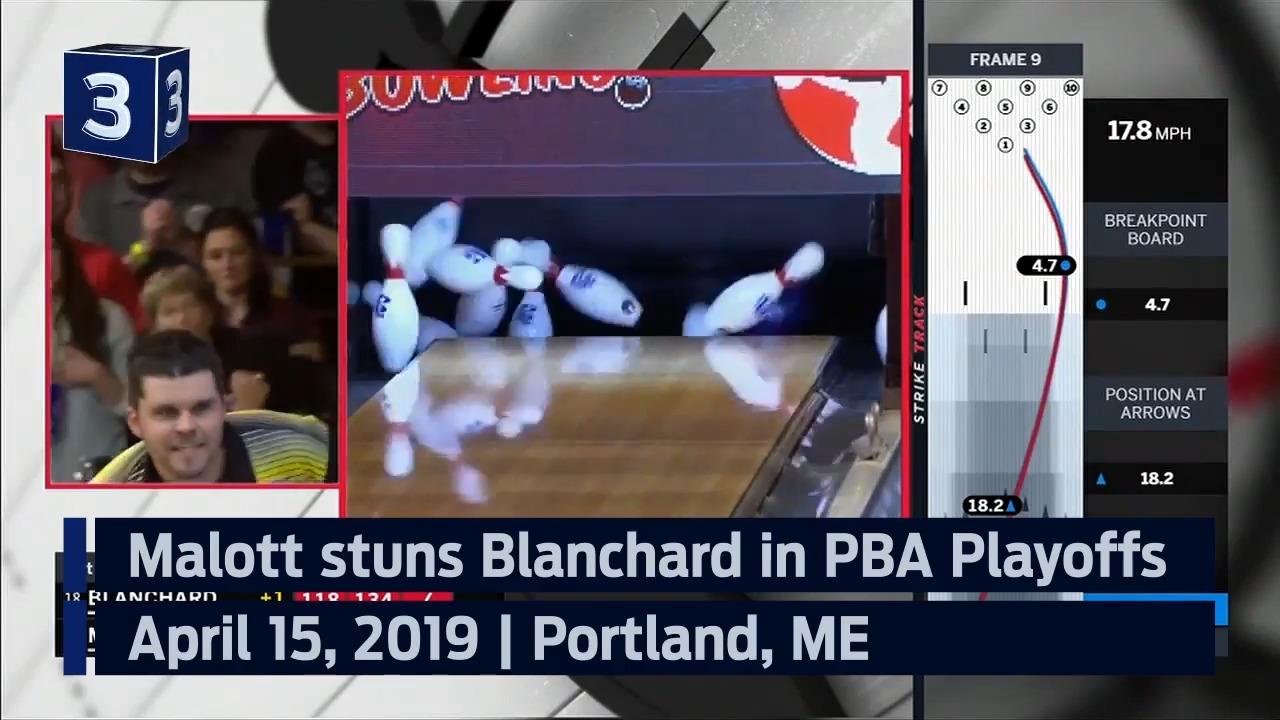 3 3
BOWLING
FRAME 9
7 8 9 10
4 5 6
2 3
1
17.8 MPH
BREAKPOINT
BOARD
4.7
4.7
STRIKE TRACK
POSITION AT
ARROWS
18.2
18.2
Malott stuns Blanchard in PBA Playoffs
18 BLANCHARD +1 118 134
April 15, 2019 | Portland, ME